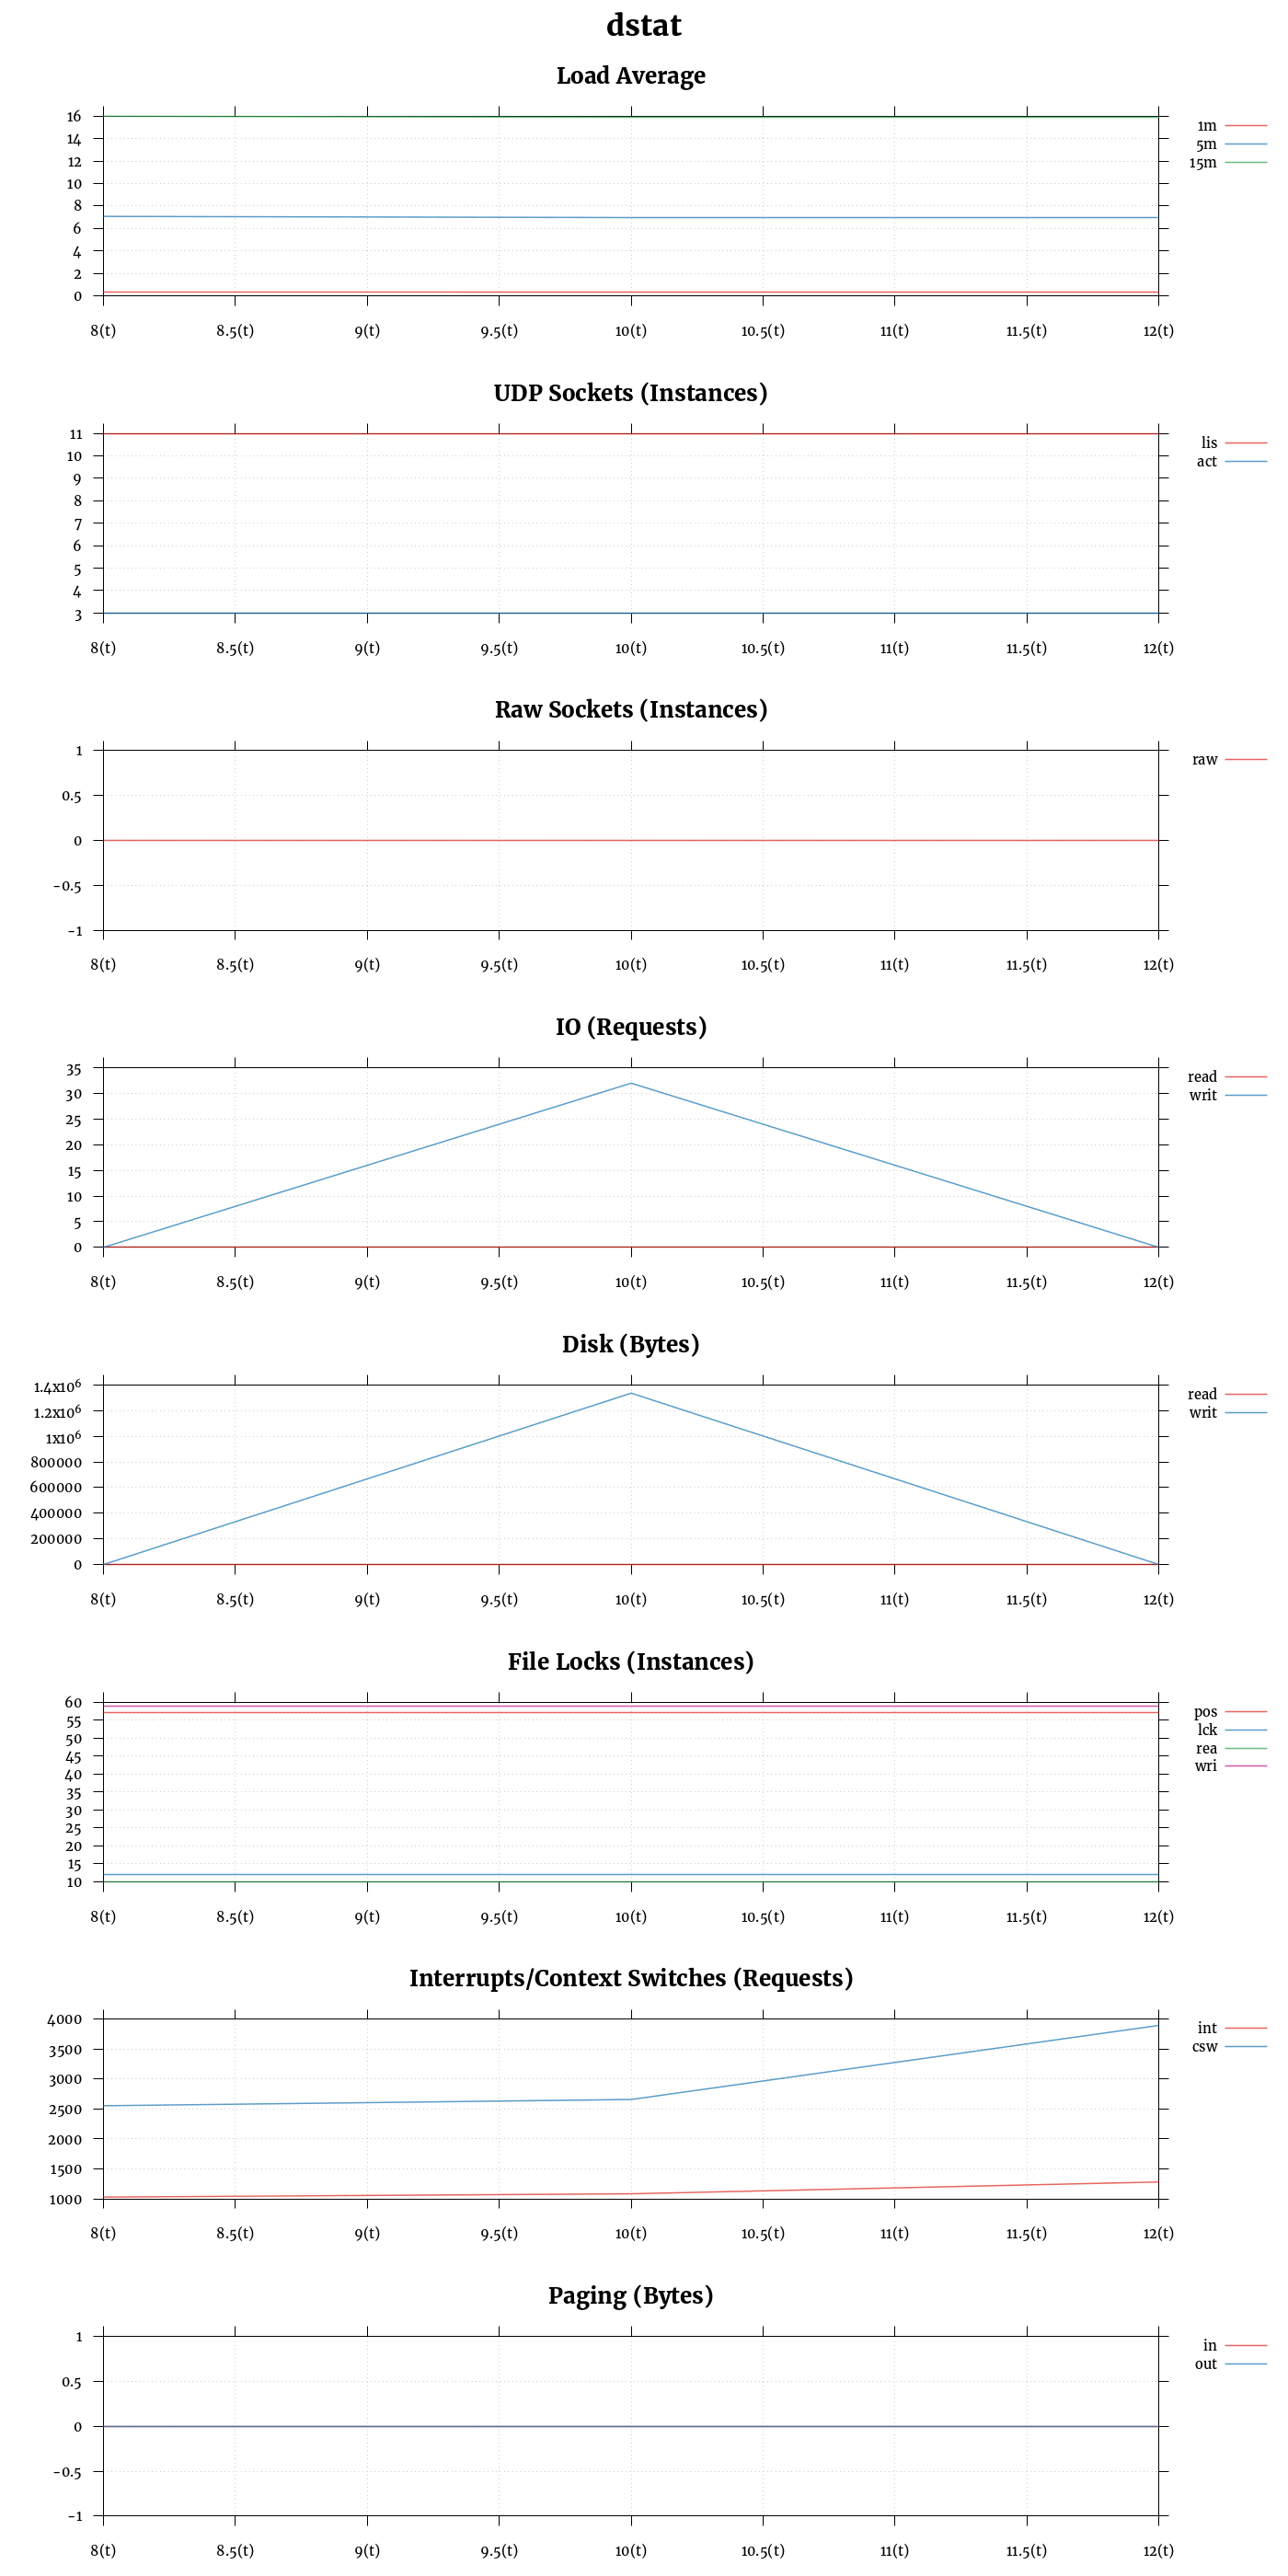 dstat
Load Average
16
14
12
10
8
6
4
2
0
8(t) 8.5(t) 9(t) 9.5(t) 10(t) 10.5(t) 11(t) 11.5(t) 12(t)
1m
5m
15m
UDP Sockets (Instances)
11
10
9
8
7
6
5
4
3
8(t) 8.5(t) 9(t) 9.5(t) 10(t) 10.5(t) 11(t) 11.5(t) 12(t)
lis
act
Raw Sockets (Instances)
1
0.5
0
-0.5
-1
8(t) 8.5(t) 9(t) 9.5(t) 10(t) 10.5(t) 11(t) 11.5(t) 12(t)
raw
IO (Requests)
35
30
25
20
15
10
5
0
8(t) 8.5(t) 9(t) 9.5(t) 10(t) 10.5(t) 11(t) 11.5(t) 12(t)
read
writ
Disk (Bytes)
1.4x10⁶
1.2x10⁶
1x10⁶
800000
600000
400000
200000
0
8(t) 8.5(t) 9(t) 9.5(t) 10(t) 10.5(t) 11(t) 11.5(t) 12(t)
read
writ
File Locks (Instances)
60
55
50
45
40
35
30
25
20
15
10
8(t) 8.5(t) 9(t) 9.5(t) 10(t) 10.5(t) 11(t) 11.5(t) 12(t)
pos
lck
rea
wri
Interrupts/Context Switches (Requests)
4000
3500
3000
2500
2000
1500
1000
8(t) 8.5(t) 9(t) 9.5(t) 10(t) 10.5(t) 11(t) 11.5(t) 12(t)
int
csw
Paging (Bytes)
1
0.5
0
-0.5
-1
8(t) 8.5(t) 9(t) 9.5(t) 10(t) 10.5(t) 11(t) 11.5(t) 12(t)
in
out